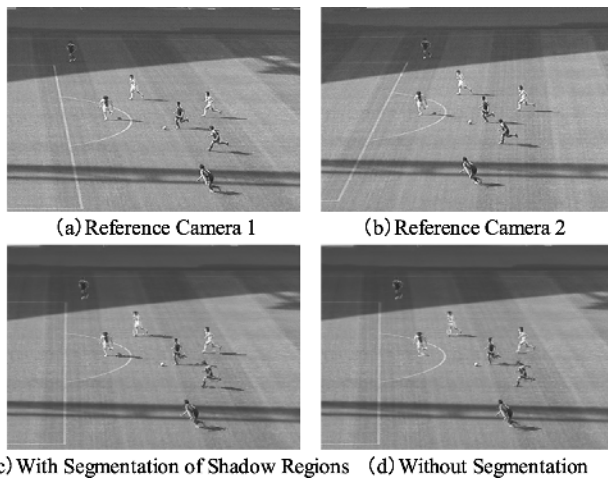 (a) Reference Camera 1
(b) Reference Camera 2
c) With Segmentation of Shadow Regions
(d) Without Segmentation